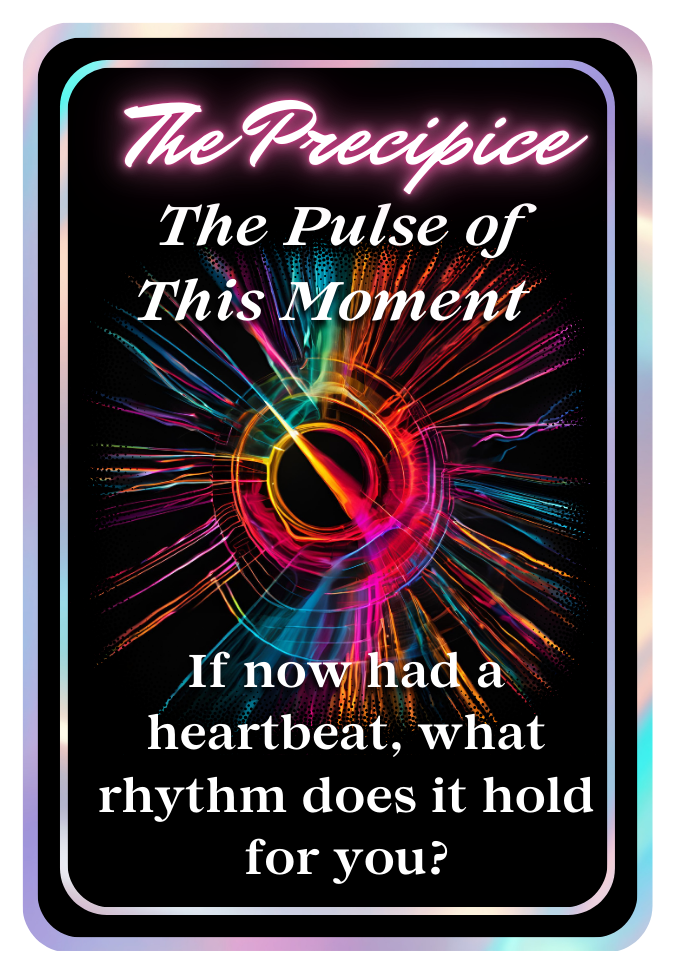 The Precipice
The Pulse of
This Moment
If now had a
heartbeat, what
rhythm does it hold
for you?